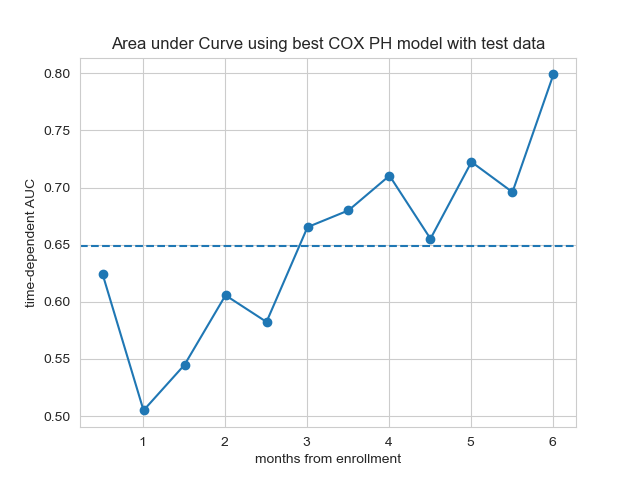 Area under Curve using best COX PH model with test data
0.80
0.75
0.70
0.65
0.60
0.55
0.50
time-dependent AUC
1 2 3 4 5 6
months from enrollment